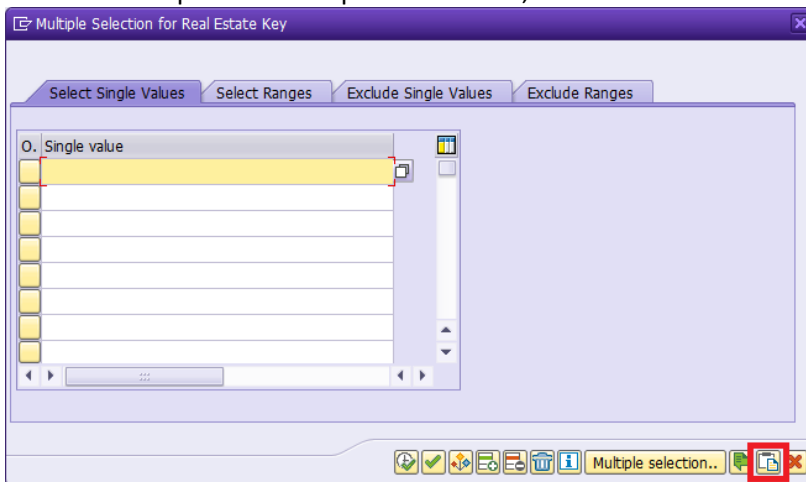 Multiple Selection for Real Estate Key
Select Single Values Select Ranges Exclude Single Values Exclude Ranges
O. Single value
Multiple selection..